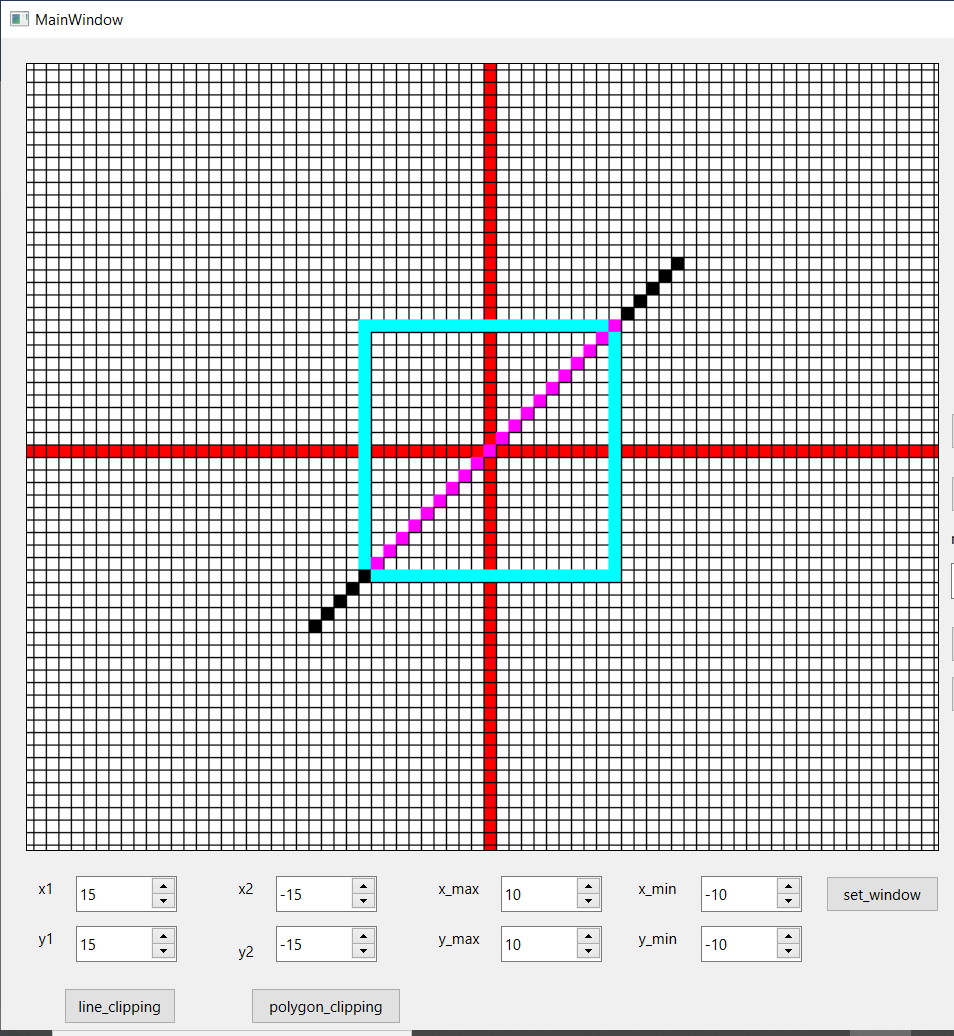 MainWindow
x1 15 x2 -15 x_max 10 x_min -10 set_window
y1 15 y2 -15 y_max 10 y_min -10
line_clipping polygon_clipping